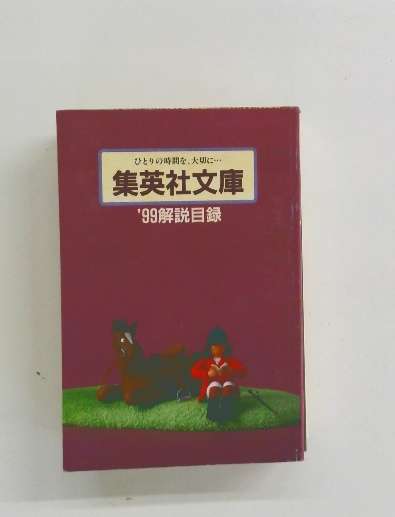 ひとりの時間を、大切に…
集英社文庫
'99解説目録